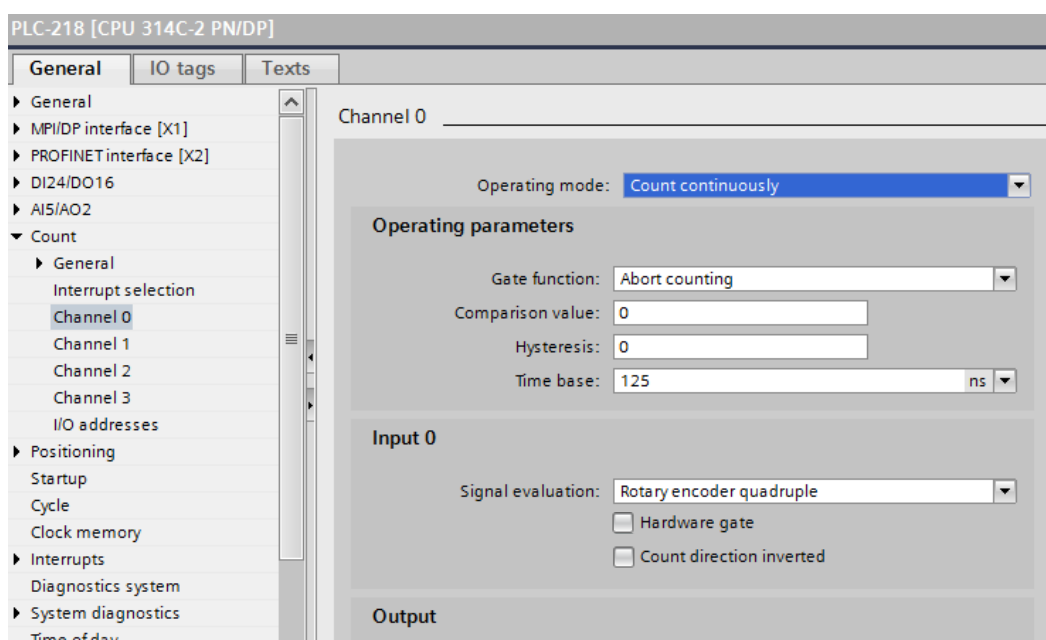 PLC-218 [CPU 314C-2 PN/DP]
General IO tags Texts
General
MPI/DP interface [X1]
PROFINET interface [X2]
DI24/DO16
AI5/AO2
Count
General
Interrupt selection
Channel 0
Channel 1
Channel 2
Channel 3
I/O addresses
Positioning
Startup
Cycle
Clock memory
Interrupts
Diagnostics system
System diagnostics
Time of day
Channel 0
Operating mode: Count continuously
Operating parameters
Gate function: Abort counting
Comparison value: 0
Hysteresis: 0
Time base: 125 ns
Input 0
Signal evaluation: Rotary encoder quadruple
Hardware gate
Count direction inverted
Output